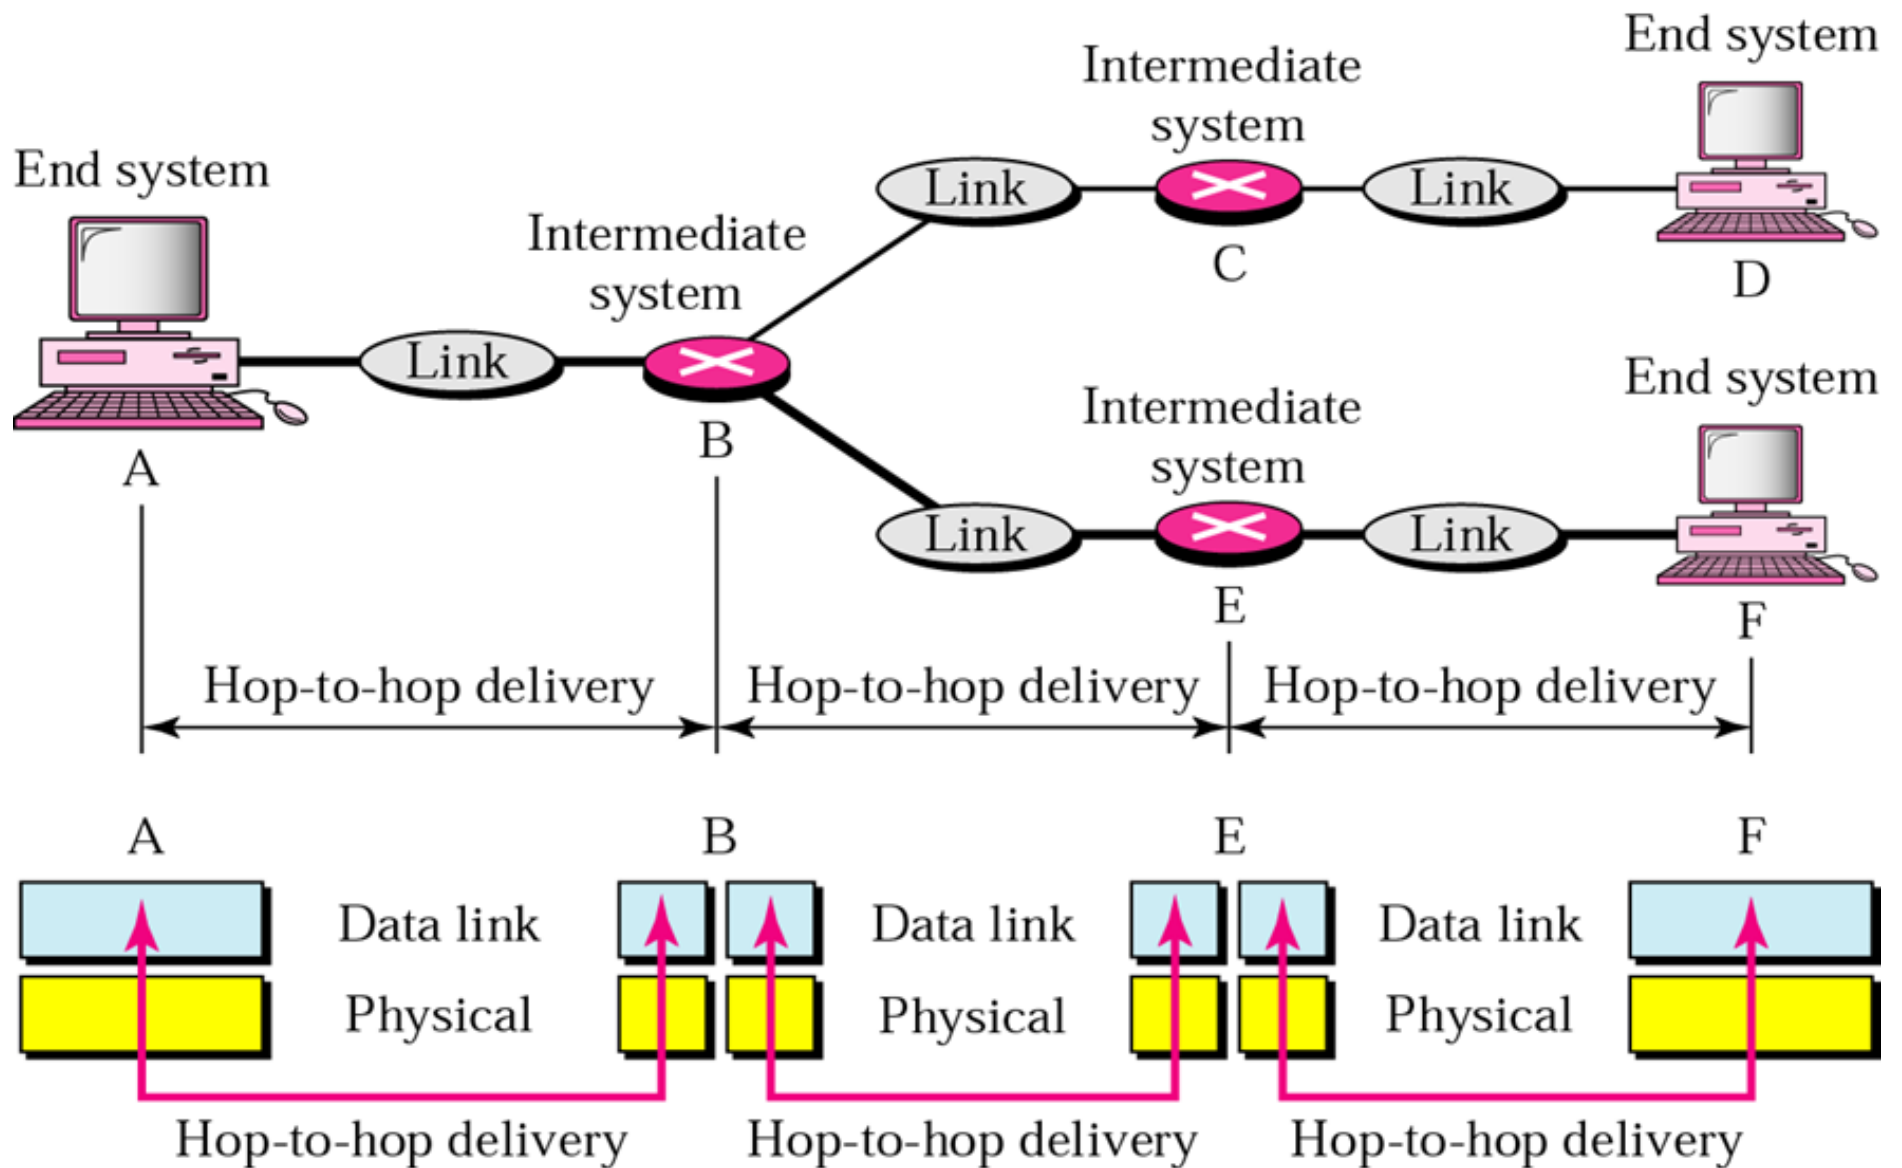 End system
Intermediate
system
End system
Link
C
Link
D
Intermediate
system
Link
A
B
End system
Intermediate
system
Link
E
Link
F
Hop-to-hop delivery
Hop-to-hop delivery
Hop-to-hop delivery
A
B
E
F
Data link
Data link
Data link
Physical
Physical
Physical
Hop-to-hop delivery
Hop-to-hop delivery
Hop-to-hop delivery